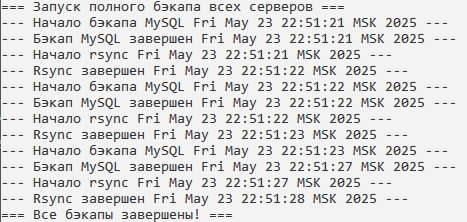 === Запуск полного бэкапа всех серверов ===
--- Начало бэкапа MySQL Fri May 23 22:51:21 MSK 2025 ---
--- Бэкап MySQL завершен Fri May 23 22:51:21 MSK 2025 ---
--- Начало rsync Fri May 23 22:51:21 MSK 2025 ---
--- Rsync завершен Fri May 23 22:51:22 MSK 2025 ---
--- Начало бэкапа MySQL Fri May 23 22:51:22 MSK 2025 ---
--- Бэкап MySQL завершен Fri May 23 22:51:22 MSK 2025 ---
--- Начало rsync Fri May 23 22:51:22 MSK 2025 ---
--- Rsync завершен Fri May 23 22:51:23 MSK 2025 ---
--- Начало бэкапа MySQL Fri May 23 22:51:23 MSK 2025 ---
--- Бэкап MySQL завершен Fri May 23 22:51:27 MSK 2025 ---
--- Начало rsync Fri May 23 22:51:27 MSK 2025 ---
--- Rsync завершен Fri May 23 22:51:28 MSK 2025 ---
=== Все бэкапы завершены! ===